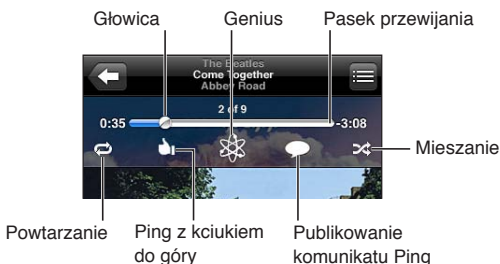 Głowica Genius Pasek przewijania
The Beatles
Come Together
Abbey Road
2 of 9
0:35 -3:08
Mieszanie
Powtarzanie Ping z kciukiem Publikowanie
do góry komunikatu Ping